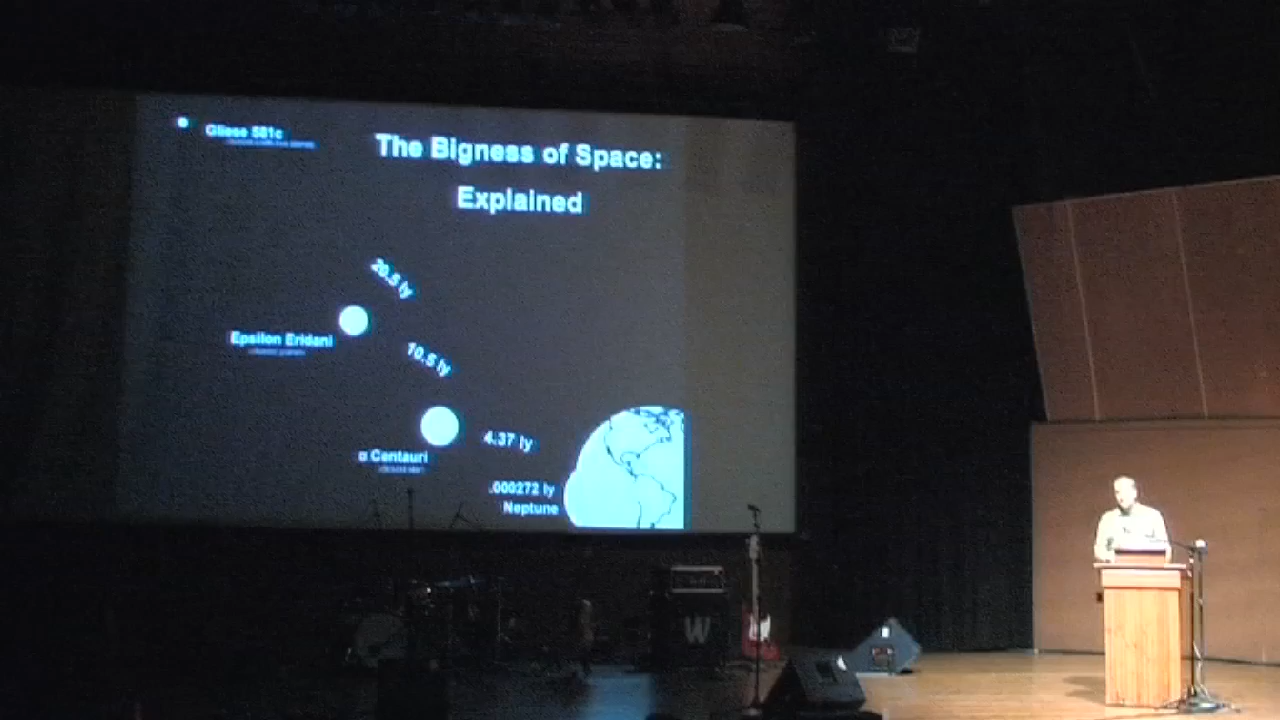 Gliese 581c
The Bigness of Space:
Explained
20.5 ly
Epsilon Eridani
10.5 ly
α Centauri
4.37 ly
.000272 ly
Neptune
W